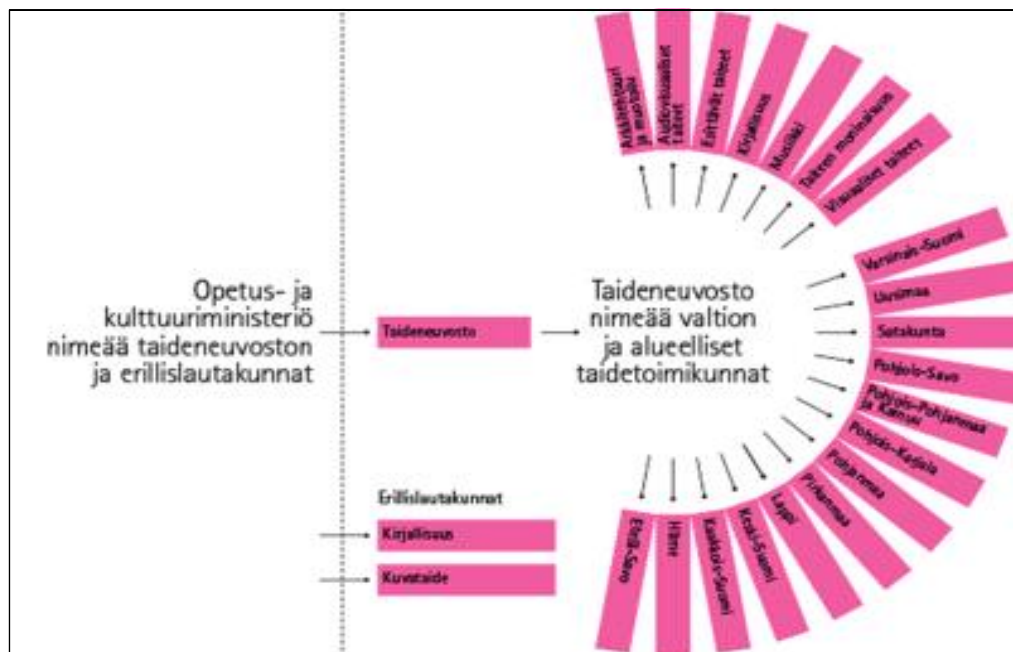 Opetus- ja
kulttuuriministeriö
nimeää taideneuvoston
ja erillislautakunnat
Taideneuvosto
Erillislautakunnat
Kirjallisuus
Kuvataide
Taideneuvosto
nimeää valtion
ja alueelliset
taidetoimikunnat
Arkkitehtuuri
ja muotoilu
Audiovisuaaliset
taiteet
Esittävät taiteet
Kirjallisuus
Musiikki
Taiteen moninaisuus
Visuaaliset taiteet
Varsinais-Suomi
Uusimaa
Satakunta
Pohjois-Savo
Pohjois-Pohjanmaa
ja Kainuu
Pohjois-Karjala
Pohjanmaa
Pirkanmaa
Lappi
Keski-Suomi
Kaakkois-Suomi
Häme
Etelä-Savo